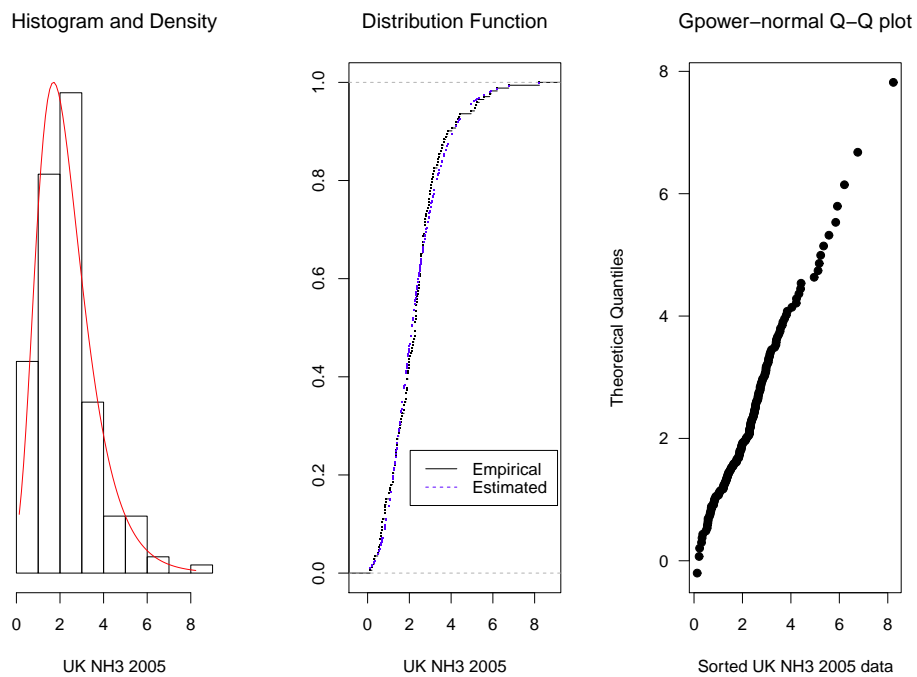 Histogram and Density
0 2 4 6 8
UK NH3 2005
Distribution Function
1.0
0.8
0.6
0.4
0.2
0.0
Empirical
Estimated
0 2 4 6 8
UK NH3 2005
Gpower−normal Q−Q plot
Theoretical Quantiles
8
6
4
2
0
0 2 4 6 8
Sorted UK NH3 2005 data